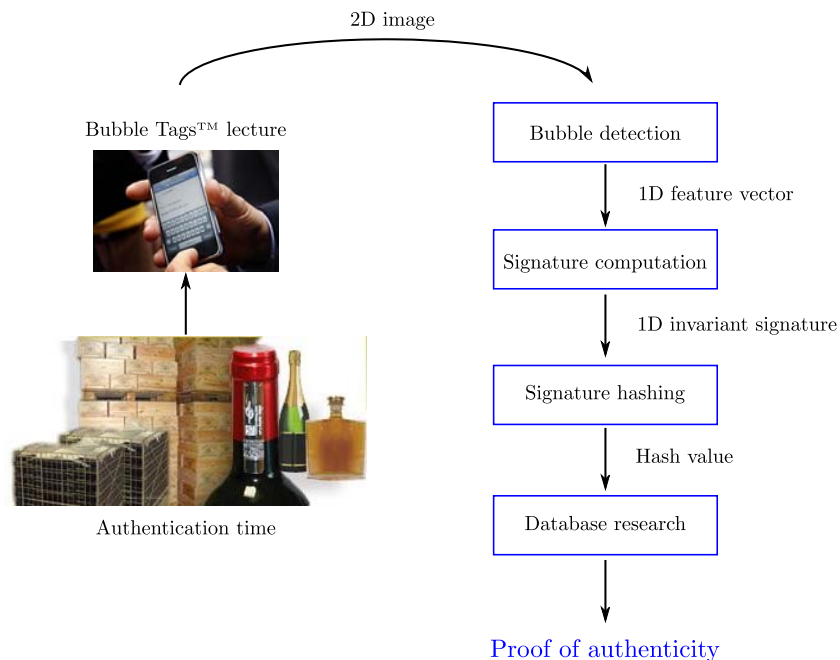 2D image
Bubble Tags™ lecture
Authentication time
Bubble detection
1D feature vector
Signature computation
1D invariant signature
Signature hashing
Hash value
Database research
Proof of authenticity